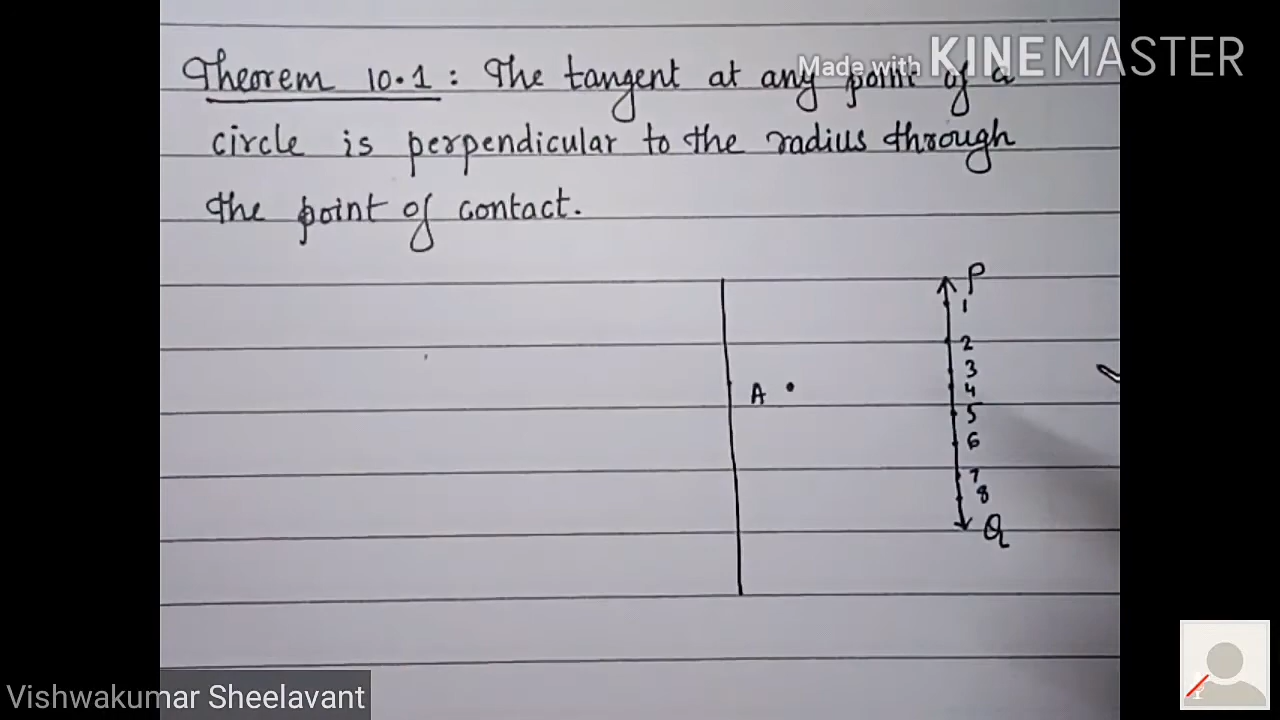 Made with KINEMASTER
Theorem 10.1 : The tangent at any point of a
circle is perpendicular to the radius through
the point of contact.
P
1
2
3
A
4
5
6
7
8
Q
Vishwakumar Sheelavant